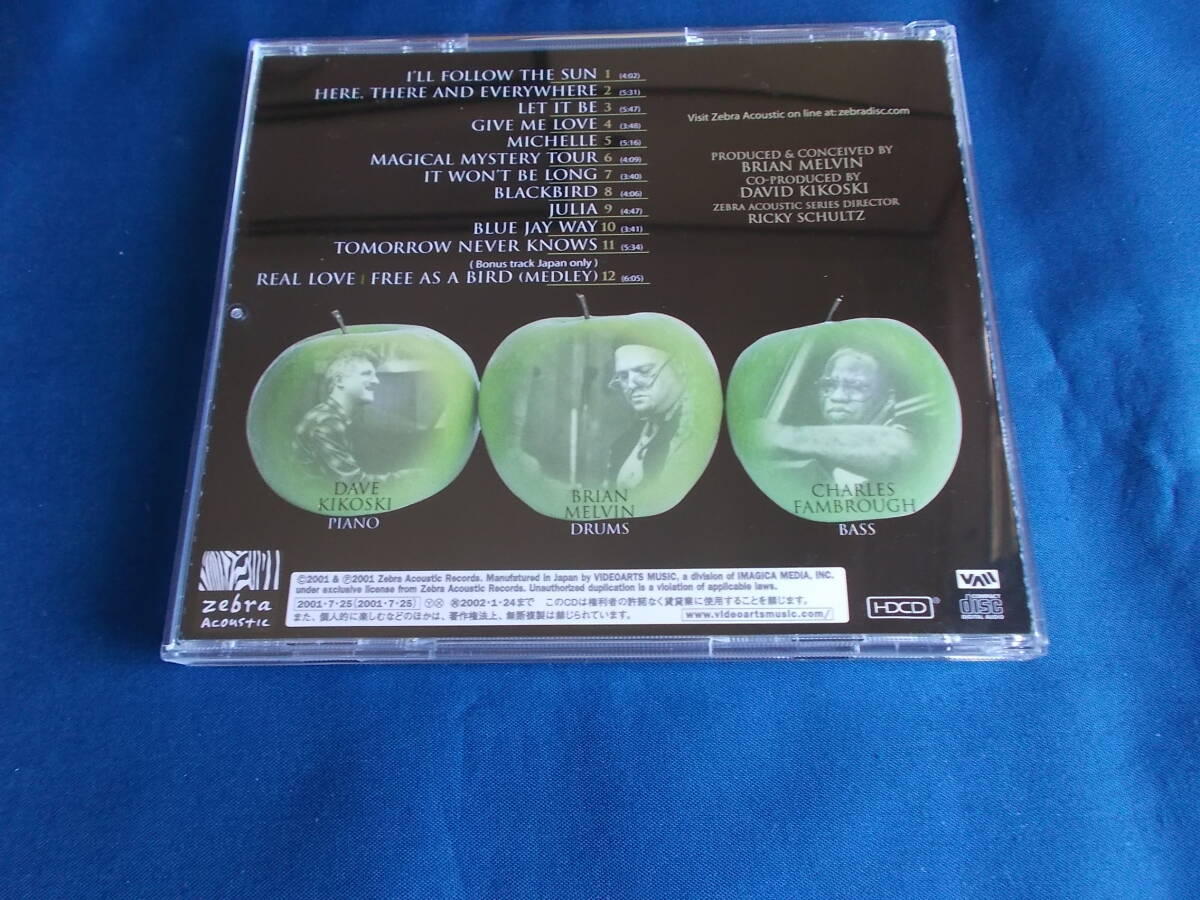 I'LL FOLLOW THE SUN 1 (4:02)
HERE, THERE AND EVERYWHERE 2 (5:31)
LET IT BE 3 (5:47)
GIVE ME LOVE 4 (3:48)
MICHELLE 5 (5:16)
MAGICAL MYSTERY TOUR 6 (4:09)
IT WON'T BE LONG 7 (3:40)
BLACKBIRD 8 (4:06)
JULIA 9 (4:47)
BLUE JAY WAY 10 (3:41)
TOMORROW NEVER KNOWS 11 (5:34)
(Bonus track Japan only)
REAL LOVE | FREE AS A BIRD (MEDLEY) 12 (6:05)
Visit Zebra Acoustic on line at: zebradisc.com
PRODUCED & CONCEIVED BY
BRIAN MELVIN
CO-PRODUCED BY
DAVID KIKOSKI
ZEBRA ACOUSTIC SERIES DIRECTOR
RICKY SCHULTZ
DAVE
KIKOSKI
PIANO
BRIAN
MELVIN
DRUMS
CHARLES
FAMBROUGH
BASS
zebra
ACOUSTIC
©2001 & ℗2001 Zebra Acoustic Records. Manufatured in Japan by VIDEOARTS MUSIC, a division of IMAGICA MEDIA, INC.
under exclusive license from Zebra Acoustic Records. Unauthorized duplication is a violation of applicable laws.
2001・7・25(2001・7・25) Ⓨ Ⓧ 2002・1・24まで このCDは権利者の許諾なく賃貸業に使用することを禁じます。
また、個人的に楽しむなどのほかは、著作権法上、無断複製は禁じられています。 www.videoartsmusic.com/
HDCD®
VAI
COMPACT
disc
DIGITAL AUDIO